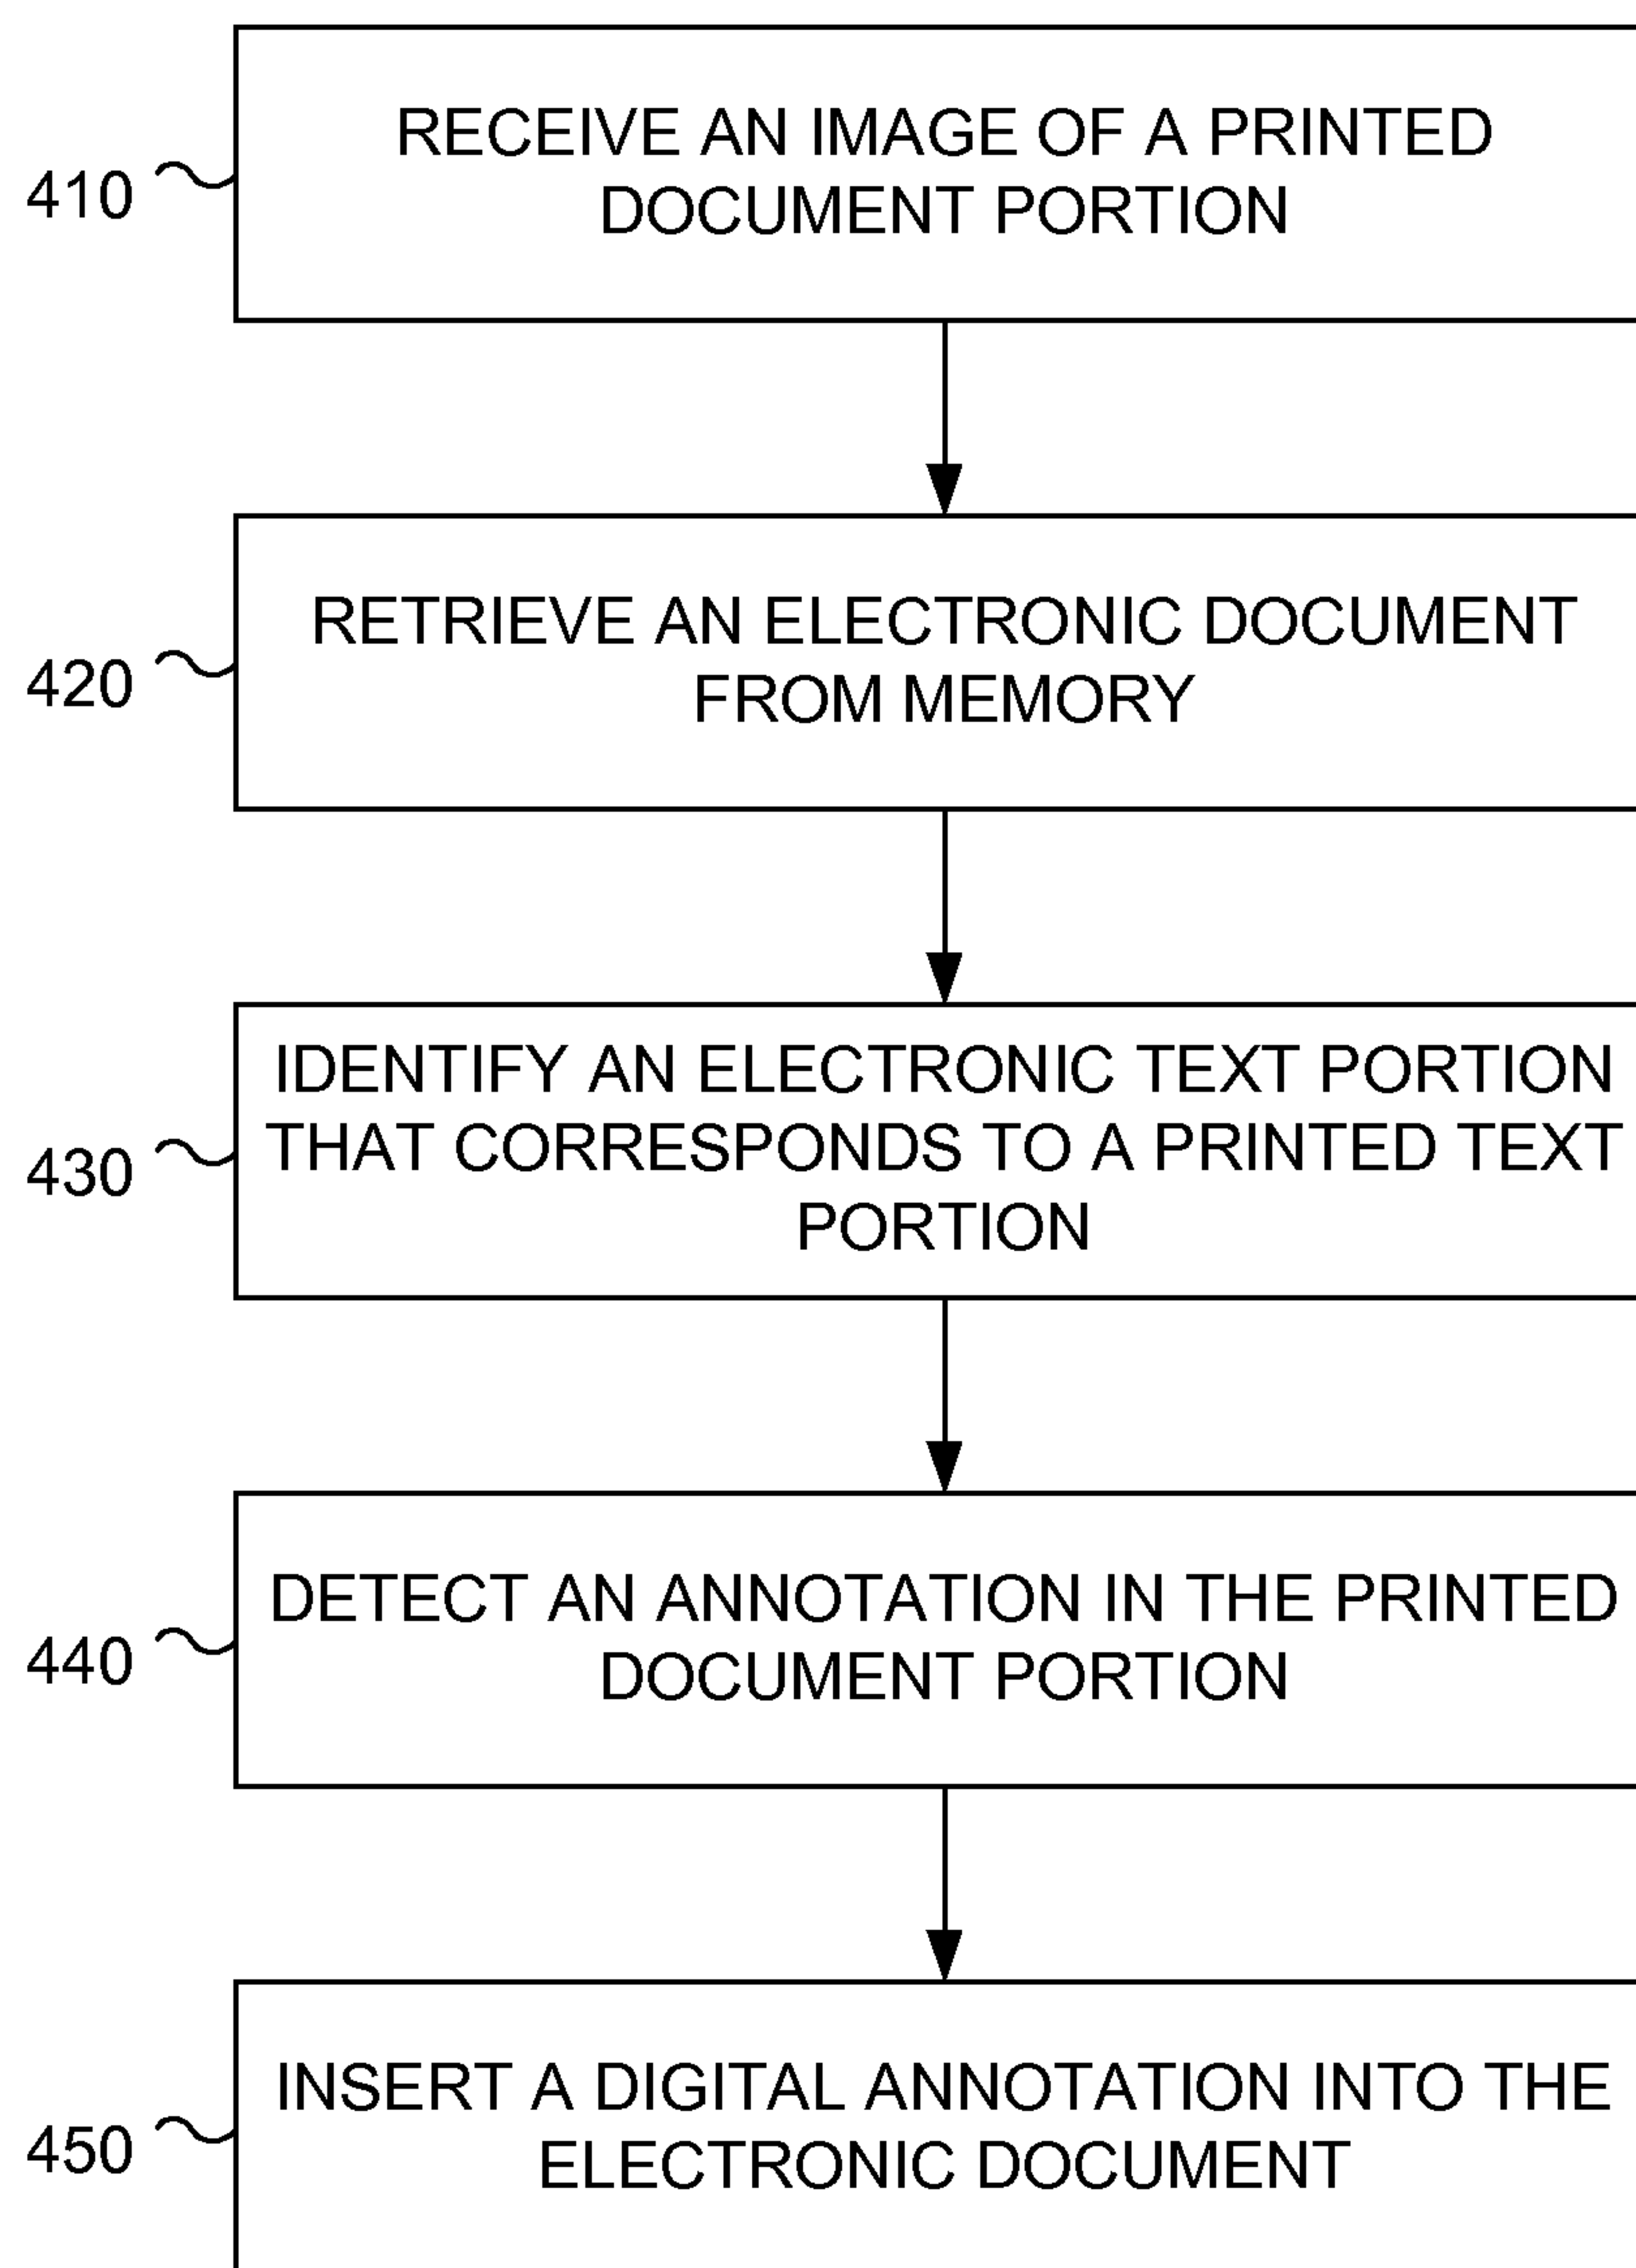 RECEIVE AN IMAGE OF A PRINTED
DOCUMENT PORTION
410
RETRIEVE AN ELECTRONIC DOCUMENT
FROM MEMORY
420
IDENTIFY AN ELECTRONIC TEXT PORTION
THAT CORRESPONDS TO A PRINTED TEXT
PORTION
430
DETECT AN ANNOTATION IN THE PRINTED
DOCUMENT PORTION
440
INSERT A DIGITAL ANNOTATION INTO THE
ELECTRONIC DOCUMENT
450